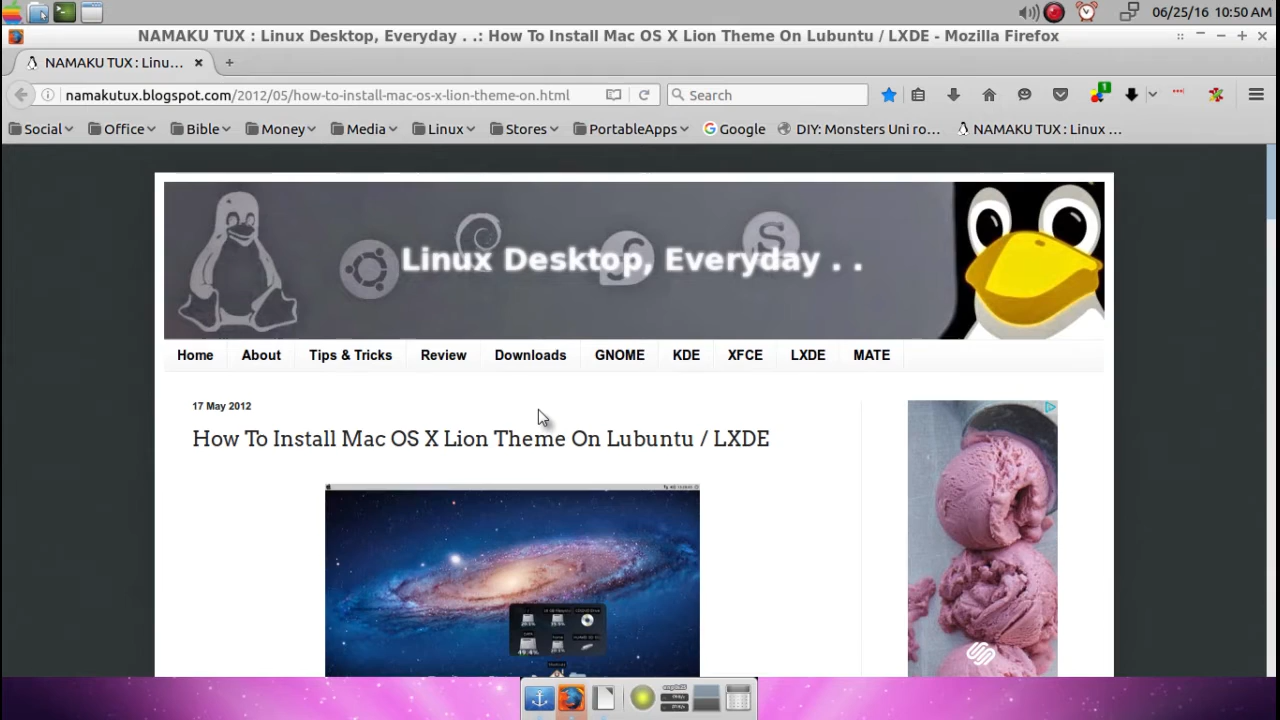 06/25/16 10:50 AM
NAMAKU TUX : Linux Desktop, Everyday . .: How To Install Mac OS X Lion Theme On Lubuntu / LXDE - Mozilla Firefox
NAMAKU TUX : Linu...
namakutux.blogspot.com/2012/05/how-to-install-mac-os-x-lion-theme-on.html
Search
1
Social Office Bible Money Media Linux Stores PortableApps Google DIY: Monsters Uni ro... NAMAKU TUX : Linux ...
Linux Desktop, Everyday . .
Home About Tips & Tricks Review Downloads GNOME KDE XFCE LXDE MATE
17 May 2012
How To Install Mac OS X Lion Theme On Lubuntu / LXDE